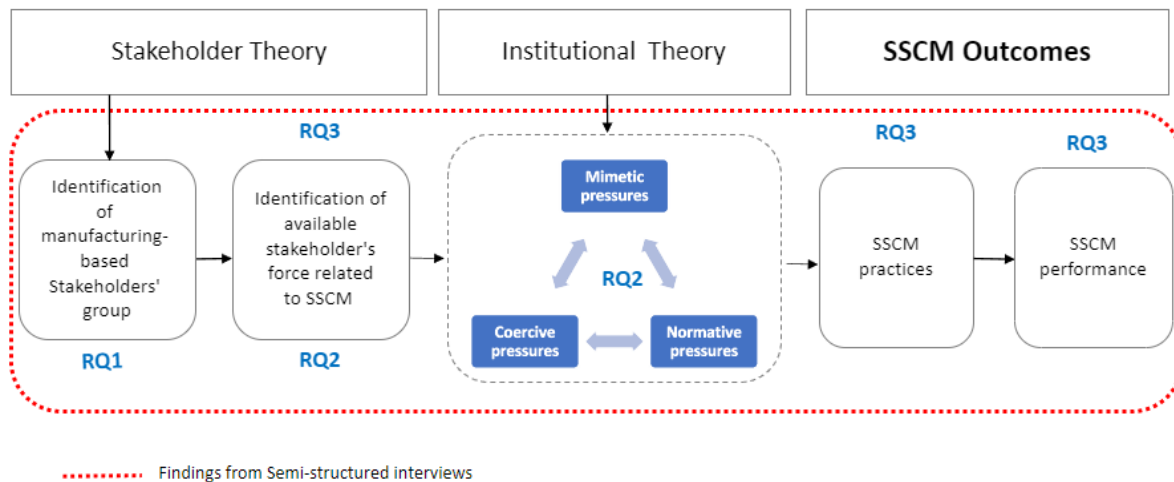 Stakeholder Theory
Institutional Theory
SSCM Outcomes
RQ3
RQ3
RQ3
Identification
of
manufacturing-
based
Stakeholders'
group
Identification of
available
stakeholder's
force related
to SSCM
Mimetic
pressures
RQ2
Coercive
pressures
Normative
pressures
SSCM
practices
SSCM
performance
RQ1
RQ2
Findings from Semi-structured interviews